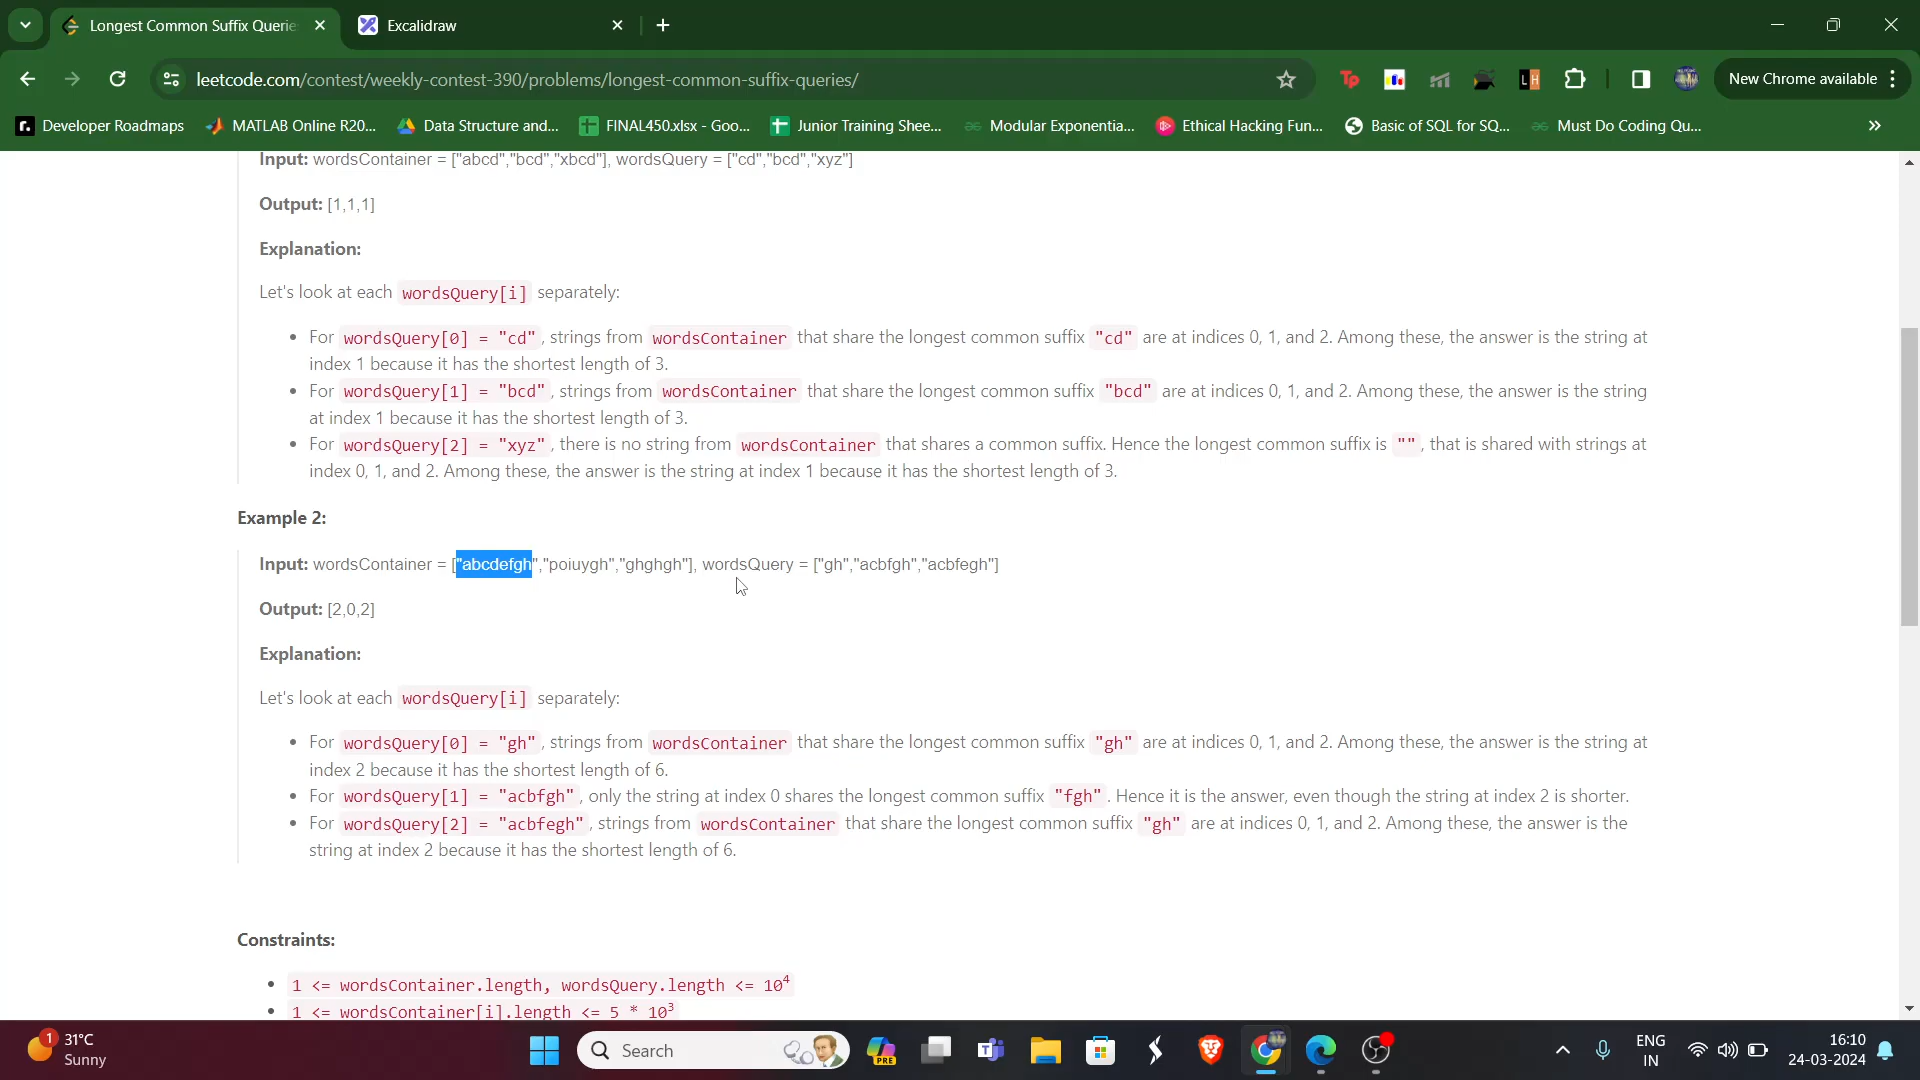 Longest Common Suffix Querie
Excalidraw
leetcode.com/contest/weekly-contest-390/problems/longest-common-suffix-queries/
Tp
LH
New Chrome available
r.
Developer Roadmaps
MATLAB Online R20...
Data Structure and...
FINAL450.xlsx - Goo...
Junior Training Shee...
Modular Exponentia...
Ethical Hacking Fun...
Basic of SQL for SQ...
Must Do Coding Qu...
»
Input: wordsContainer = ["abcd","bcd","xbcd"], wordsQuery = ["cd","bcd","xyz"]
Output: [1,1,1]
Explanation:
Let's look at each wordsQuery[i] separately:
• For wordsQuery[0] = "cd", strings from wordsContainer that share the longest common suffix "cd" are at indices 0, 1, and 2. Among these, the answer is the string at
index 1 because it has the shortest length of 3.
• For wordsQuery[1] = "bcd", strings from wordsContainer that share the longest common suffix "bcd" are at indices 0, 1, and 2. Among these, the answer is the string
at index 1 because it has the shortest length of 3.
• For wordsQuery[2] = "xyz", there is no string from wordsContainer that shares a common suffix. Hence the longest common suffix is "", that is shared with strings at
index 0, 1, and 2. Among these, the answer is the string at index 1 because it has the shortest length of 3.
Example 2:
Input: wordsContainer = ["abcdefgh","poiuygh","ghghgh"], wordsQuery = ["gh","acbfgh","acbfegh"]
Output: [2,0,2]
Explanation:
Let's look at each wordsQuery[i] separately:
• For wordsQuery[0] = "gh", strings from wordsContainer that share the longest common suffix "gh" are at indices 0, 1, and 2. Among these, the answer is the string at
index 2 because it has the shortest length of 6.
• For wordsQuery[1] = "acbfgh", only the string at index 0 shares the longest common suffix "fgh". Hence it is the answer, even though the string at index 2 is shorter.
• For wordsQuery[2] = "acbfegh", strings from wordsContainer that share the longest common suffix "gh" are at indices 0, 1, and 2. Among these, the answer is the
string at index 2 because it has the shortest length of 6.
Constraints:
• 1 <= wordsContainer.length, wordsQuery.length <= 10⁴
• 1 <= wordsContainer[i].length <= 5 * 10³
1
31°C
Sunny
Search
PRE
ENG
IN
16:10
24-03-2024